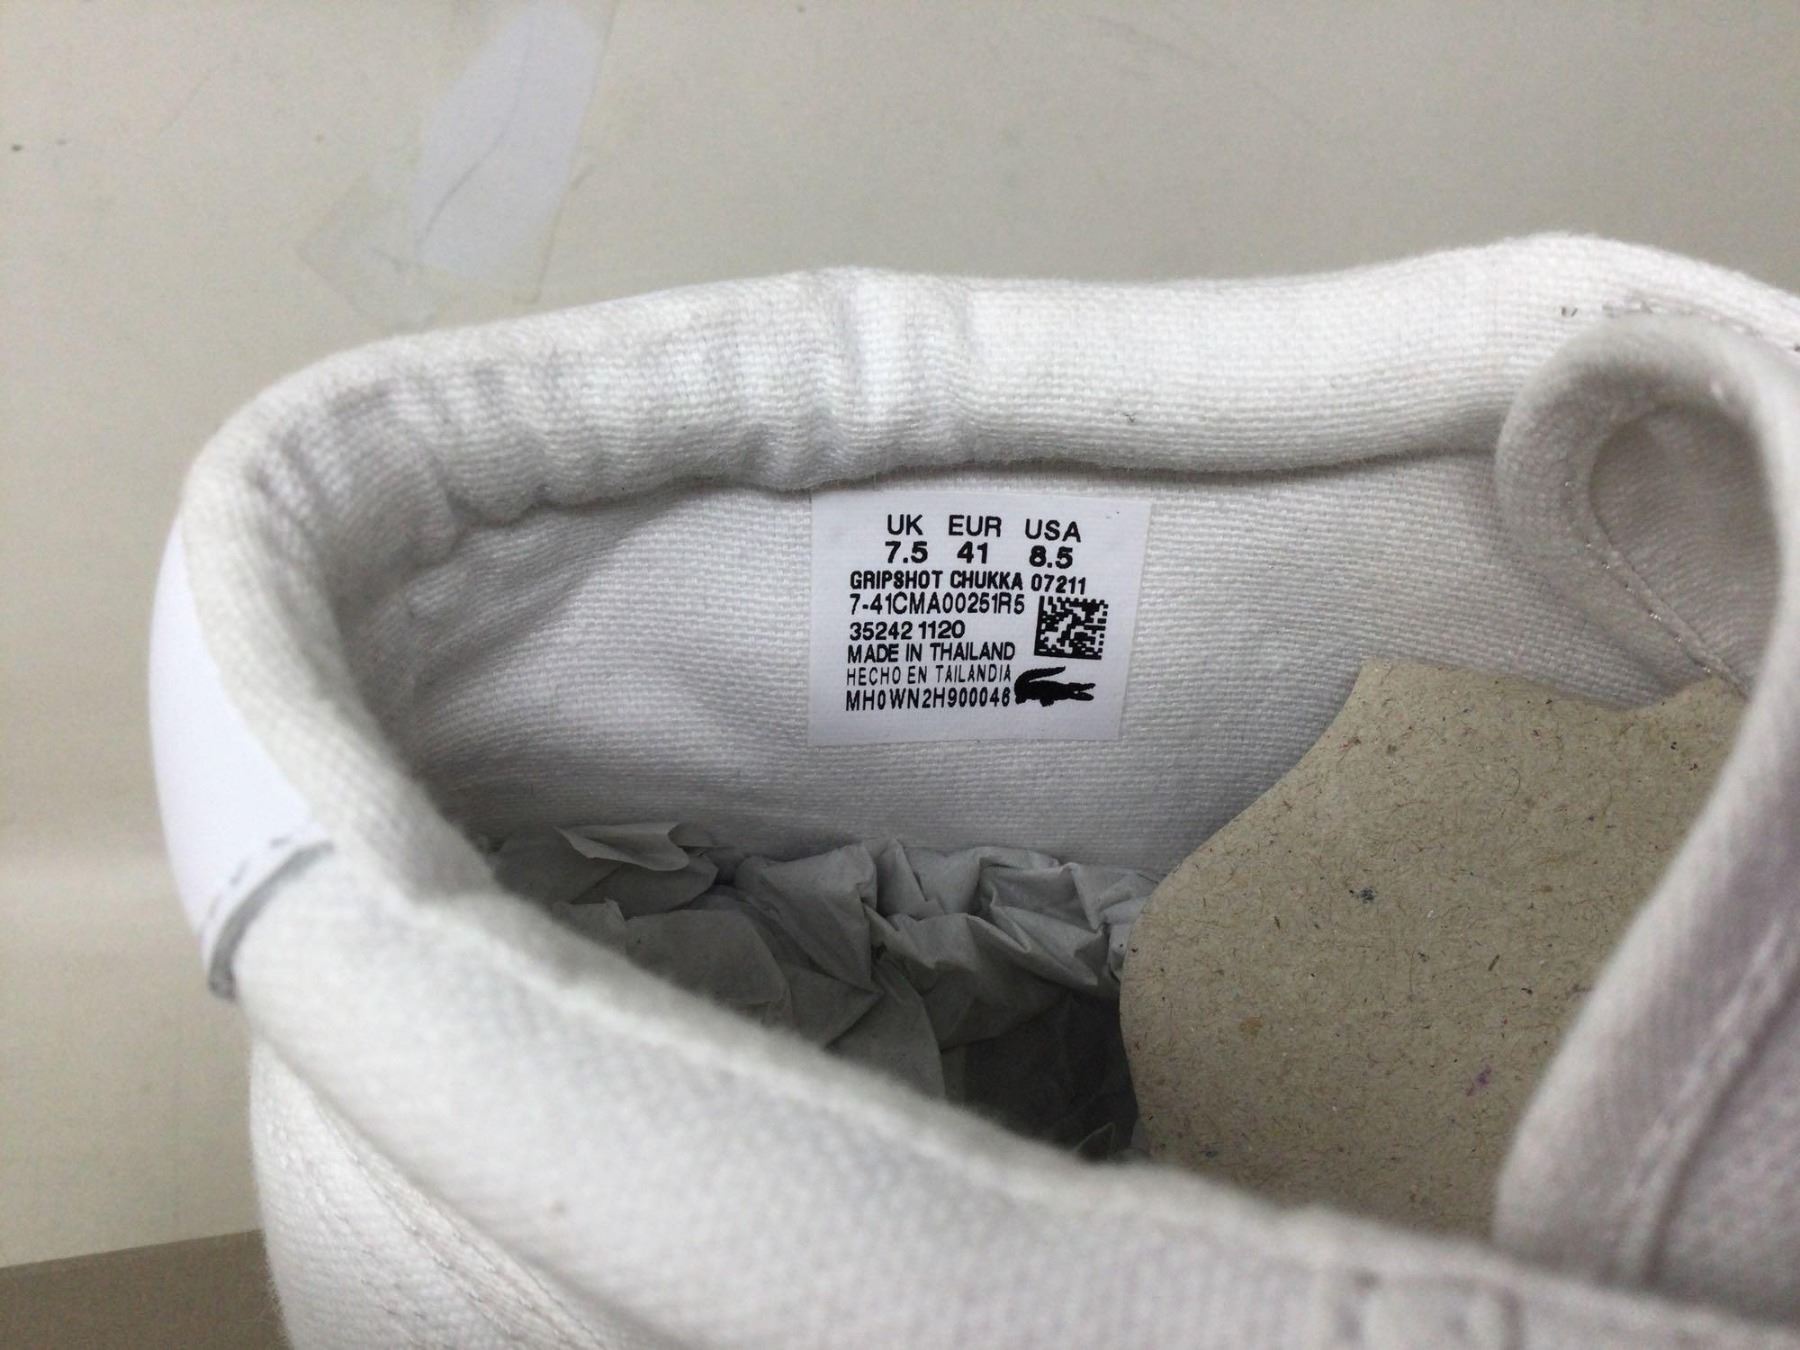 UK EUR USA
7.5 41 8.5
GRIPSHOT CHUKKA 07211
7-41CMA00251R5
35242 1120
MADE IN THAILAND
HECHO EN TAILANDIA
MH0WN2H900046